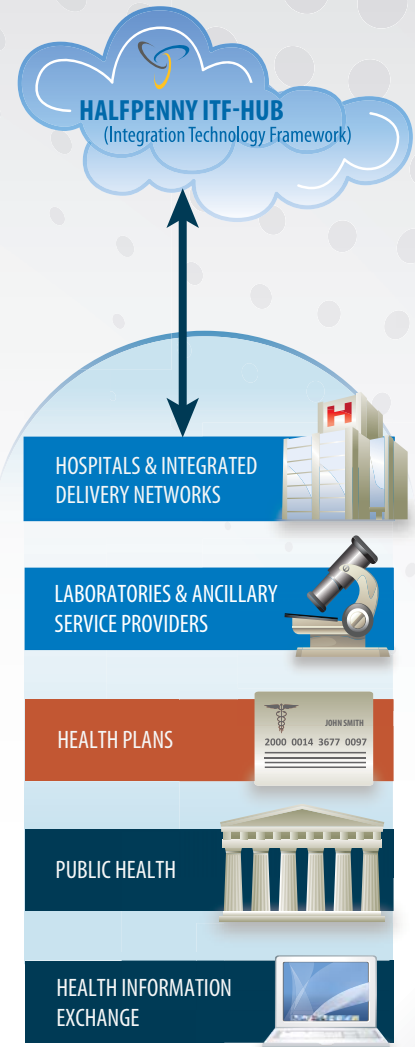 HALFPENNY ITF-HUB
(Integration Technology Framework)
H
HOSPITALS & INTEGRATED
DELIVERY NETWORKS
LABORATORIES & ANCILLARY
SERVICE PROVIDERS
HEALTH PLANS
JOHN SMITH
2000 0014 3677 0097
PUBLIC HEALTH
HEALTH INFORMATION
EXCHANGE